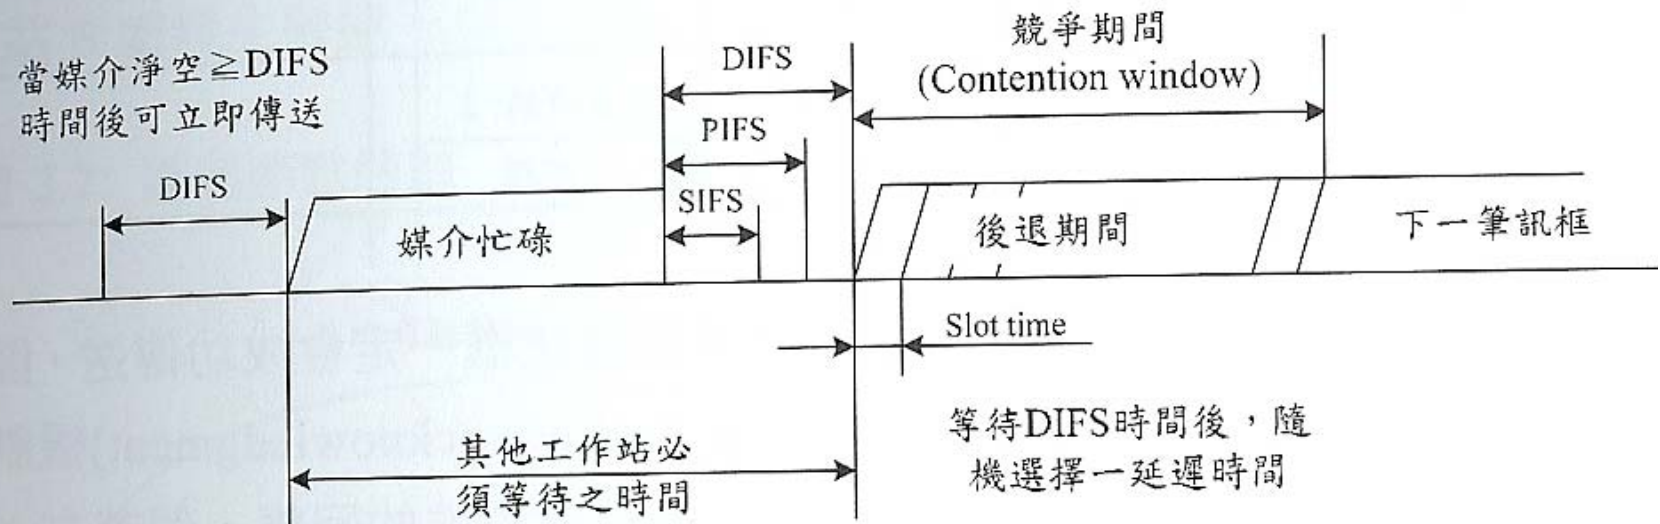 當媒介淨空≧DIFS
時間後可立即傳送
DIFS
競爭期間
(Contention window)
DIFS
PIFS
SIFS
媒介忙碌
後退期間
下一筆訊框
Slot time
其他工作站必
須等待之時間
等待DIFS時間後，隨
機選擇一延遲時間